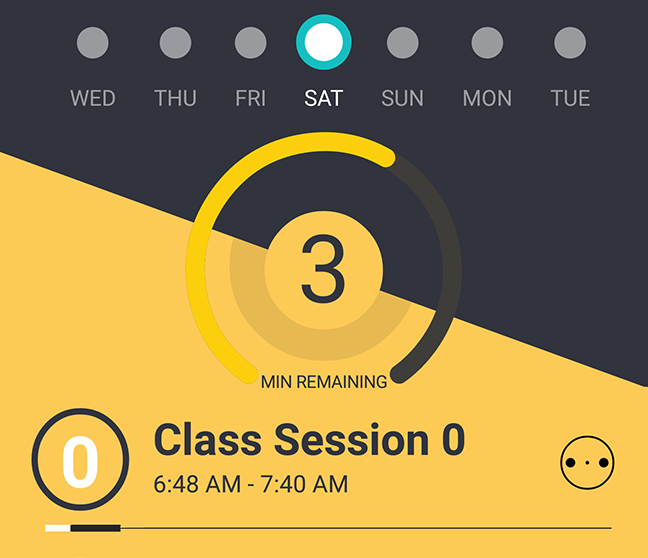 WED THU FRI SAT SUN MON TUE
3
MIN REMAINING
0
Class Session 0
6:48 AM - 7:40 AM